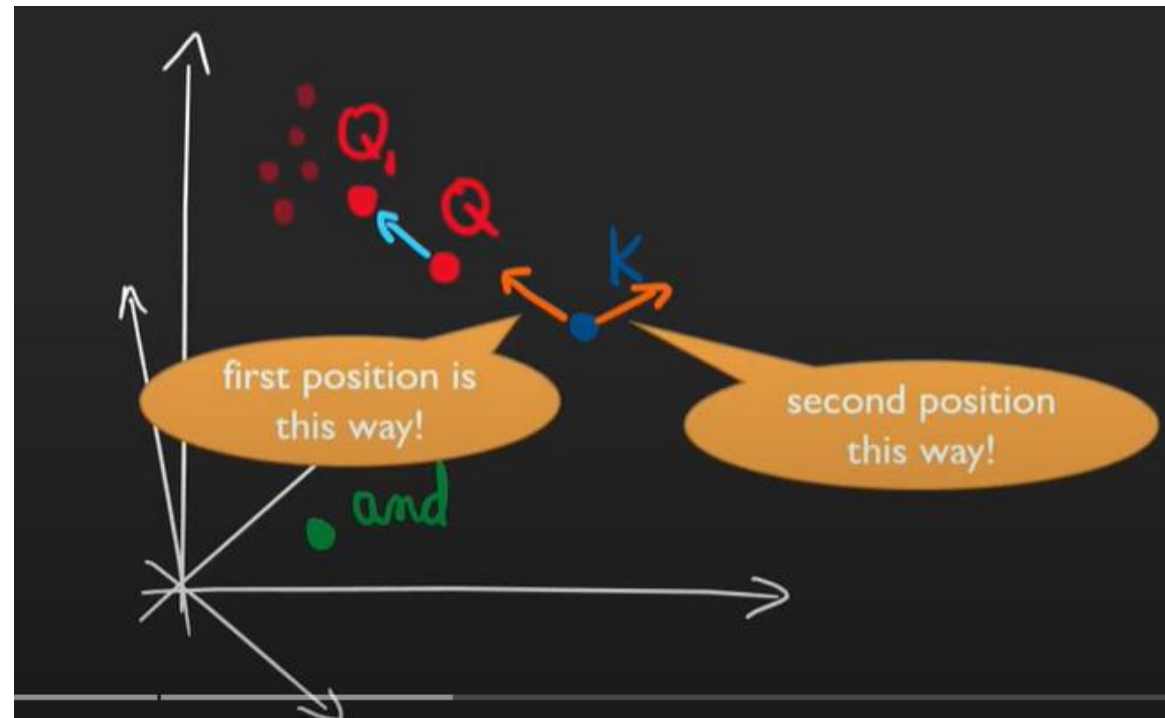 Q₁
Q
K
first position is
this way!
second position
this way!
and